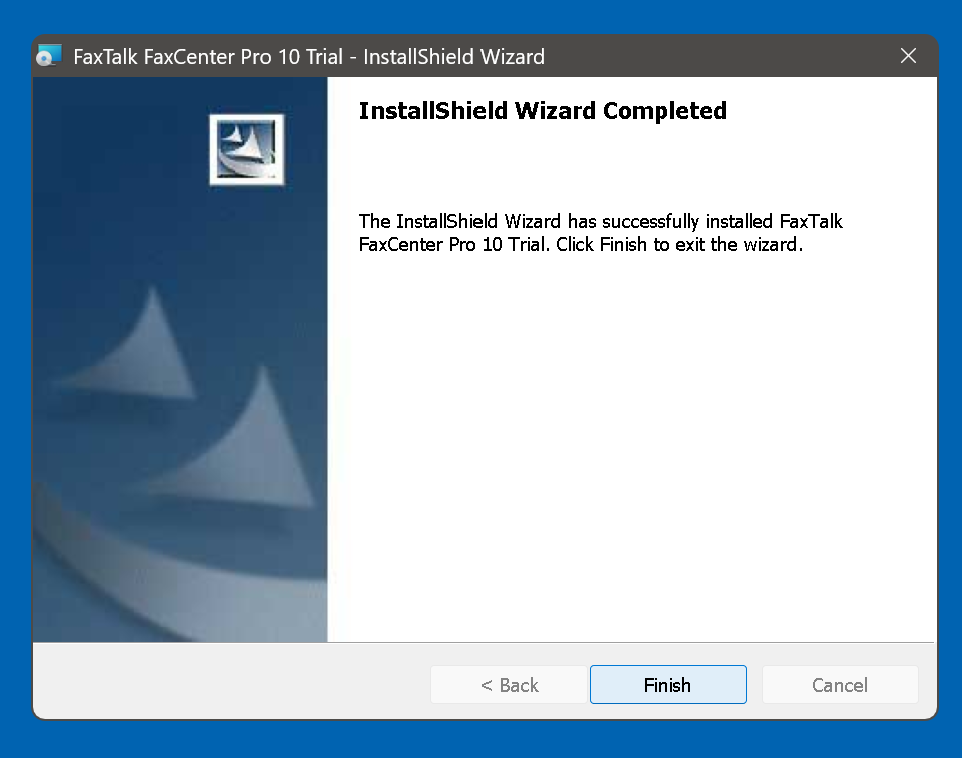 FaxTalk FaxCenter Pro 10 Trial - InstallShield Wizard
InstallShield Wizard Completed
The InstallShield Wizard has successfully installed FaxTalk
FaxCenter Pro 10 Trial. Click Finish to exit the wizard.
< Back
Finish
Cancel